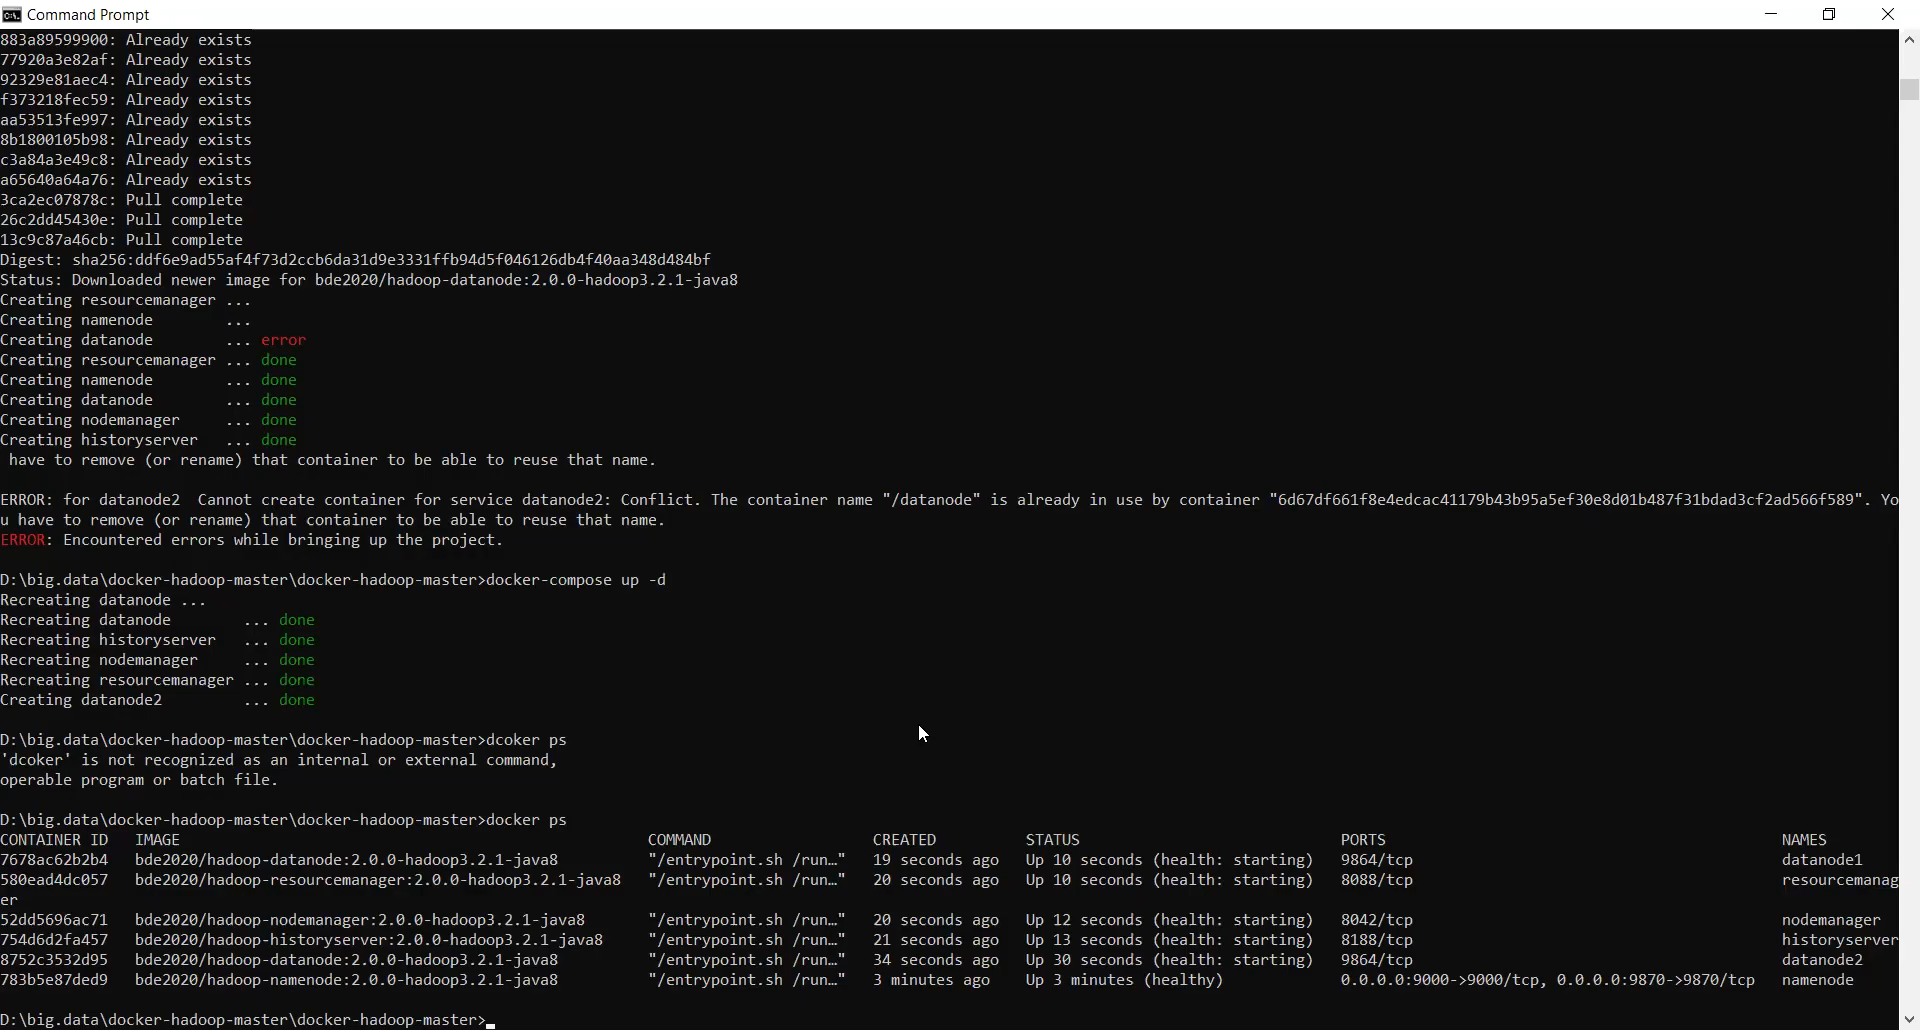 Command Prompt
883a89599900: Already exists
77920a3e82af: Already exists
92329e81aec4: Already exists
f373218fec59: Already exists
aa53513fe997: Already exists
8b1800105b98: Already exists
c3a84a3e49c8: Already exists
a65640a64a76: Already exists
3ca2ec07878c: Pull complete
26c2dd45430e: Pull complete
13c9c87a46cb: Pull complete
Digest: sha256:ddf6e9ad55af4f73d2ccb6da31d9e3331ffb94d5f046126db4f40aa348d484bf
Status: Downloaded newer image for bde2020/hadoop-datanode:2.0.0-hadoop3.2.1-java8
Creating resourcemanager ...
Creating namenode        ...
Creating datanode        ... error
Creating resourcemanager ... done
Creating namenode        ... done
Creating datanode        ... done
Creating nodemanager     ... done
Creating historyserver   ... done
 have to remove (or rename) that container to be able to reuse that name.
ERROR: for datanode2  Cannot create container for service datanode2: Conflict. The container name "/datanode" is already in use by container "6d67df661f8e4edcac41179b43b95a5ef30e8d01b487f31bdad3cf2ad566f589". Yo
u have to remove (or rename) that container to be able to reuse that name.
ERROR: Encountered errors while bringing up the project.
D:\big.data\docker-hadoop-master\docker-hadoop-master>docker-compose up -d
Recreating datanode ...
Recreating datanode        ... done
Recreating historyserver   ... done
Recreating nodemanager     ... done
Recreating resourcemanager ... done
Creating datanode2         ... done
D:\big.data\docker-hadoop-master\docker-hadoop-master>dcoker ps
'dcoker' is not recognized as an internal or external command,
operable program or batch file.
D:\big.data\docker-hadoop-master\docker-hadoop-master>docker ps
CONTAINER ID   IMAGE   COMMAND   CREATED   STATUS   PORTS   NAMES
7678ac62b2b4   bde2020/hadoop-datanode:2.0.0-hadoop3.2.1-java8   "/entrypoint.sh /run…"   19 seconds ago   Up 10 seconds (health: starting)   9864/tcp   datanode1
580ead4dc057   bde2020/hadoop-resourcemanager:2.0.0-hadoop3.2.1-java8   "/entrypoint.sh /run…"   20 seconds ago   Up 10 seconds (health: starting)   8088/tcp   resourcemanag
er
52dd5696ac71   bde2020/hadoop-nodemanager:2.0.0-hadoop3.2.1-java8   "/entrypoint.sh /run…"   20 seconds ago   Up 12 seconds (health: starting)   8042/tcp   nodemanager
754d6d2fa457   bde2020/hadoop-historyserver:2.0.0-hadoop3.2.1-java8   "/entrypoint.sh /run…"   21 seconds ago   Up 13 seconds (health: starting)   8188/tcp   historyserver
8752c3532d95   bde2020/hadoop-datanode:2.0.0-hadoop3.2.1-java8   "/entrypoint.sh /run…"   34 seconds ago   Up 30 seconds (health: starting)   9864/tcp   datanode2
783b5e87ded9   bde2020/hadoop-namenode:2.0.0-hadoop3.2.1-java8   "/entrypoint.sh /run…"   3 minutes ago   Up 3 minutes (healthy)   0.0.0.0:9000->9000/tcp, 0.0.0.0:9870->9870/tcp   namenode
D:\big.data\docker-hadoop-master\docker-hadoop-master>